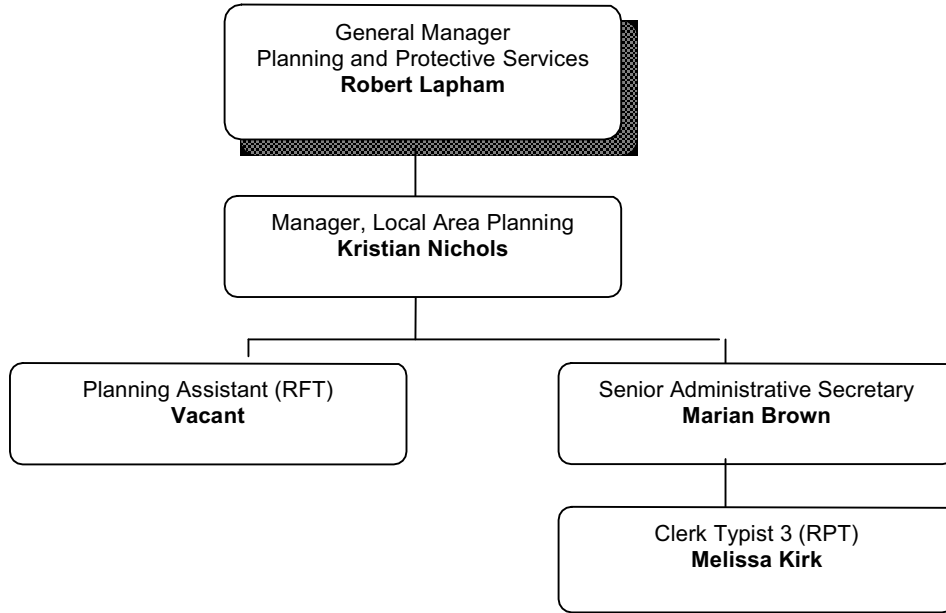 General Manager
Planning and Protective Services
Robert Lapham
Manager, Local Area Planning
Kristian Nichols
Planning Assistant (RFT)
Vacant
Senior Administrative Secretary
Marian Brown
Clerk Typist 3 (RPT)
Melissa Kirk